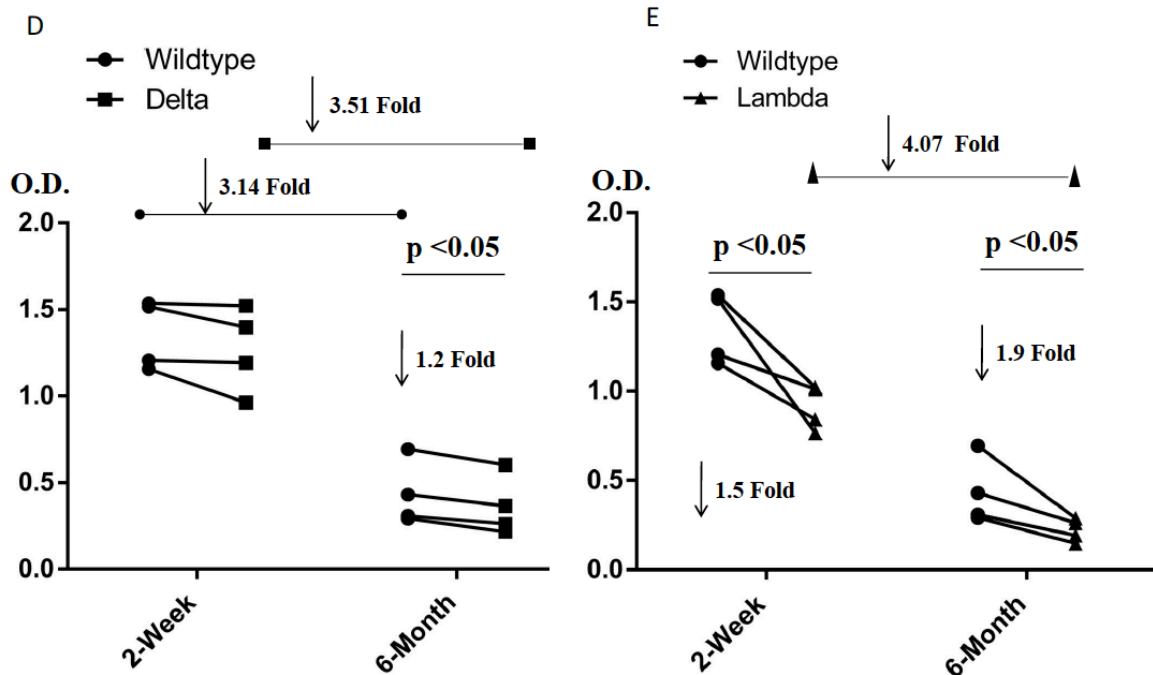 D
Wildtype
Delta
3.51 Fold
3.14 Fold
O.D.
2.0
1.5
1.0
0.5
0.0
p <0.05
1.2 Fold
2-Week
6-Month
E
Wildtype
Lambda
4.07 Fold
O.D.
2.0
1.5
1.0
0.5
0.0
p <0.05
p <0.05
1.9 Fold
1.5 Fold
2-Week
6-Month